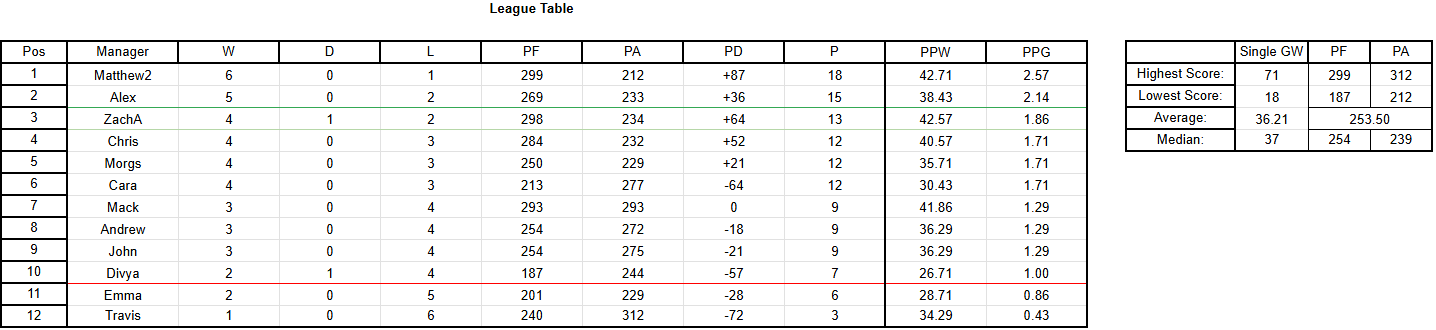 League Table
Pos Manager W D L PF PA PD P PPW PPG
1 Matthew2 6 0 1 299 212 +87 18 42.71 2.57
2 Alex 5 0 2 269 233 +36 15 38.43 2.14
3 ZachA 4 1 2 298 234 +64 13 42.57 1.86
4 Chris 4 0 3 284 232 +52 12 40.57 1.71
5 Morgs 4 0 3 250 229 +21 12 35.71 1.71
6 Cara 4 0 3 213 277 -64 12 30.43 1.71
7 Mack 3 0 4 293 293 0 9 41.86 1.29
8 Andrew 3 0 4 254 272 -18 9 36.29 1.29
9 John 3 0 4 254 275 -21 9 36.29 1.29
10 Divya 2 1 4 187 244 -57 7 26.71 1.00
11 Emma 2 0 5 201 229 -28 6 28.71 0.86
12 Travis 1 0 6 240 312 -72 3 34.29 0.43
Single GW PF PA
Highest Score: 71 299 312
Lowest Score: 18 187 212
Average: 36.21 253.50
Median: 37 254 239